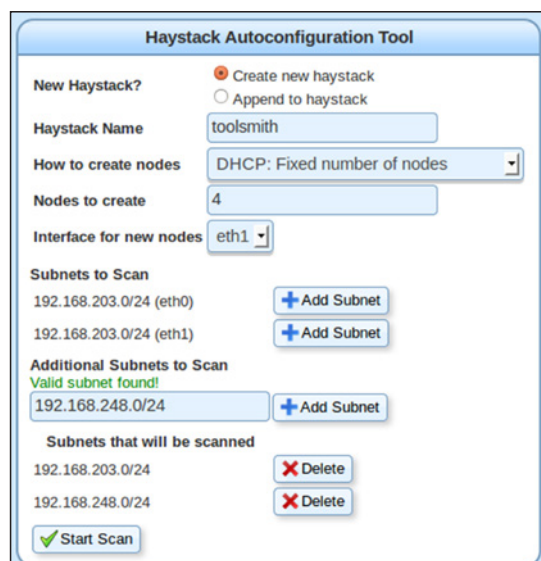 Haystack Autoconfiguration Tool
New Haystack?
Create new haystack
Append to haystack
Haystack Name toolsmith
How to create nodes DHCP: Fixed number of nodes
Nodes to create 4
Interface for new nodes eth1
Subnets to Scan
192.168.203.0/24 (eth0) Add Subnet
192.168.203.0/24 (eth1) Add Subnet
Additional Subnets to Scan
Valid subnet found!
192.168.248.0/24 Add Subnet
Subnets that will be scanned
192.168.203.0/24 Delete
192.168.248.0/24 Delete
Start Scan